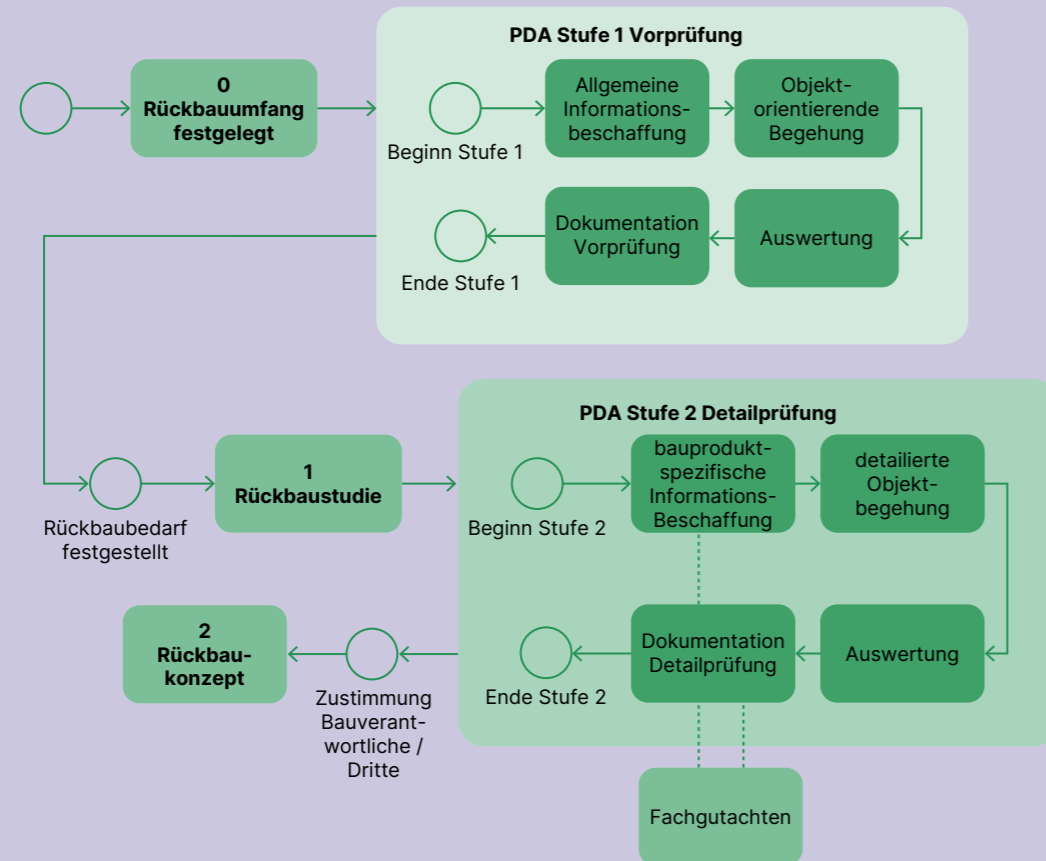 PDA Stufe 1 Vorprüfung
0
Rückbauumfang
festgelegt
Beginn Stufe 1
Allgemeine
Informations-
beschaffung
Objekt-
orientierende
Begehung
Auswertung
Dokumentation
Vorprüfung
Ende Stufe 1
Rückbaubedarf
festgestellt
1
Rückbaustudie
PDA Stufe 2 Detailprüfung
Beginn Stufe 2
bauprodukt-
spezifische
Informations-
Beschaffung
detailierte
Objekt-
begehung
Auswertung
Dokumentation
Detailprüfung
Ende Stufe 2
Zustimmung
Bauverant-
wortliche /
Dritte
2
Rückbau-
konzept
Fachgutachten